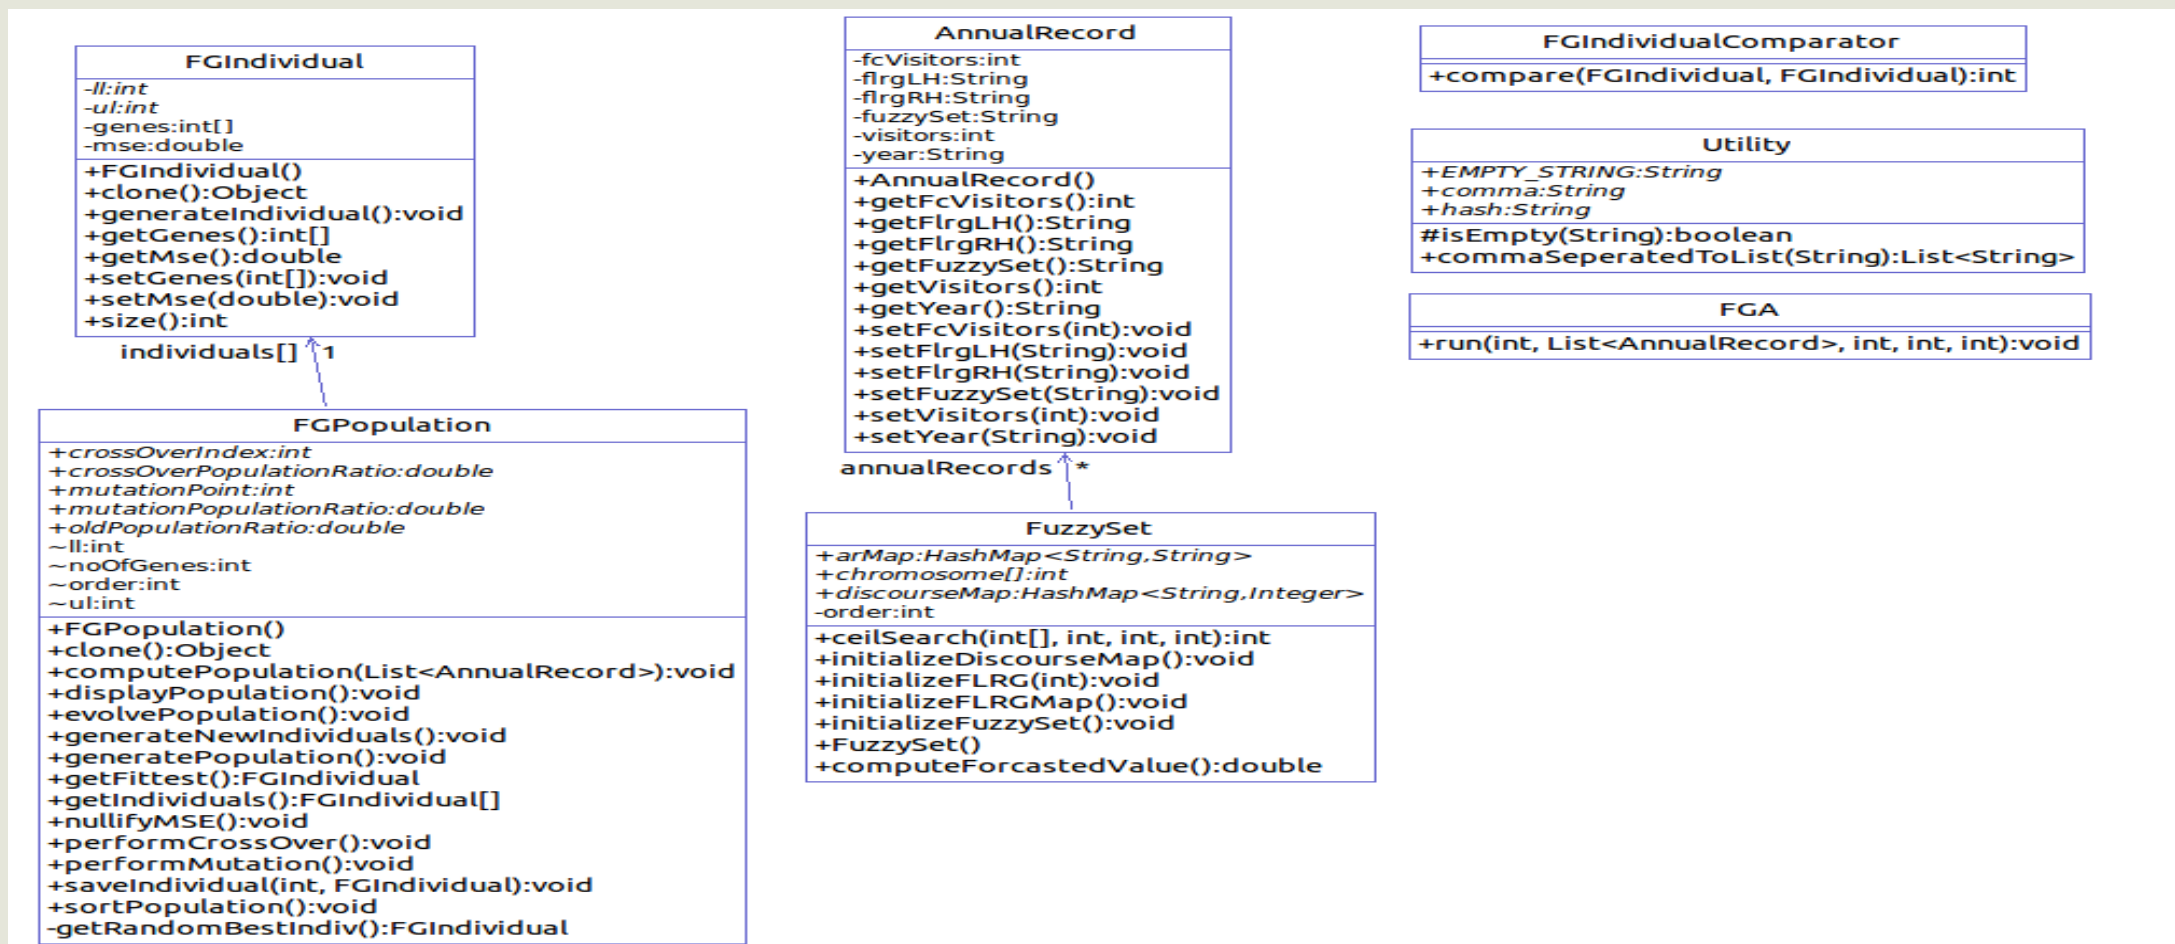 FGIndividual
-ll:int
-ul:int
-genes:int[]
-mse:double
+FGIndividual()
+clone():Object
+generateIndividual():void
+getGenes():int[]
+getMse():double
+setGenes(int[]):void
+setMse(double):void
+size():int
individuals[] 1
FGPopulation
+crossOverIndex:int
+crossOverPopulationRatio:double
+mutationPoint:int
+mutationPopulationRatio:double
+oldPopulationRatio:double
~ll:int
~noOfGenes:int
~order:int
~ul:int
+FGPopulation()
+clone():Object
+computePopulation(List<AnnualRecord>):void
+displayPopulation():void
+evolvePopulation():void
+generateNewIndividuals():void
+generatePopulation():void
+getFittest():FGIndividual
+getIndividuals():FGIndividual[]
+nullifyMSE():void
+performCrossOver():void
+performMutation():void
+saveIndividual(int, FGIndividual):void
+sortPopulation():void
-getRandomBestIndiv():FGIndividual
AnnualRecord
-fcVisitors:int
-flrgLH:String
-flrgRH:String
-fuzzySet:String
-visitors:int
-year:String
+AnnualRecord()
+getFcVisitors():int
+getFlrgLH():String
+getFlrgRH():String
+getFuzzySet():String
+getVisitors():int
+getYear():String
+setFcVisitors(int):void
+setFlrgLH(String):void
+setFlrgRH(String):void
+setFuzzySet(String):void
+setVisitors(int):void
+setYear(String):void
annualRecords *
FuzzySet
+arMap:HashMap<String,String>
+chromosome[]:int
+discourseMap:HashMap<String,Integer>
-order:int
+ceilSearch(int[], int, int, int):int
+initializeDiscourseMap():void
+initializeFLRG(int):void
+initializeFLRGMap():void
+initializeFuzzySet():void
+FuzzySet()
+computeForcastedValue():double
FGIndividualComparator
+compare(FGIndividual, FGIndividual):int
Utility
+EMPTY_STRING:String
+comma:String
+hash:String
#isEmpty(String):boolean
+commaSeperatedToList(String):List<String>
FGA
+run(int, List<AnnualRecord>, int, int, int):void